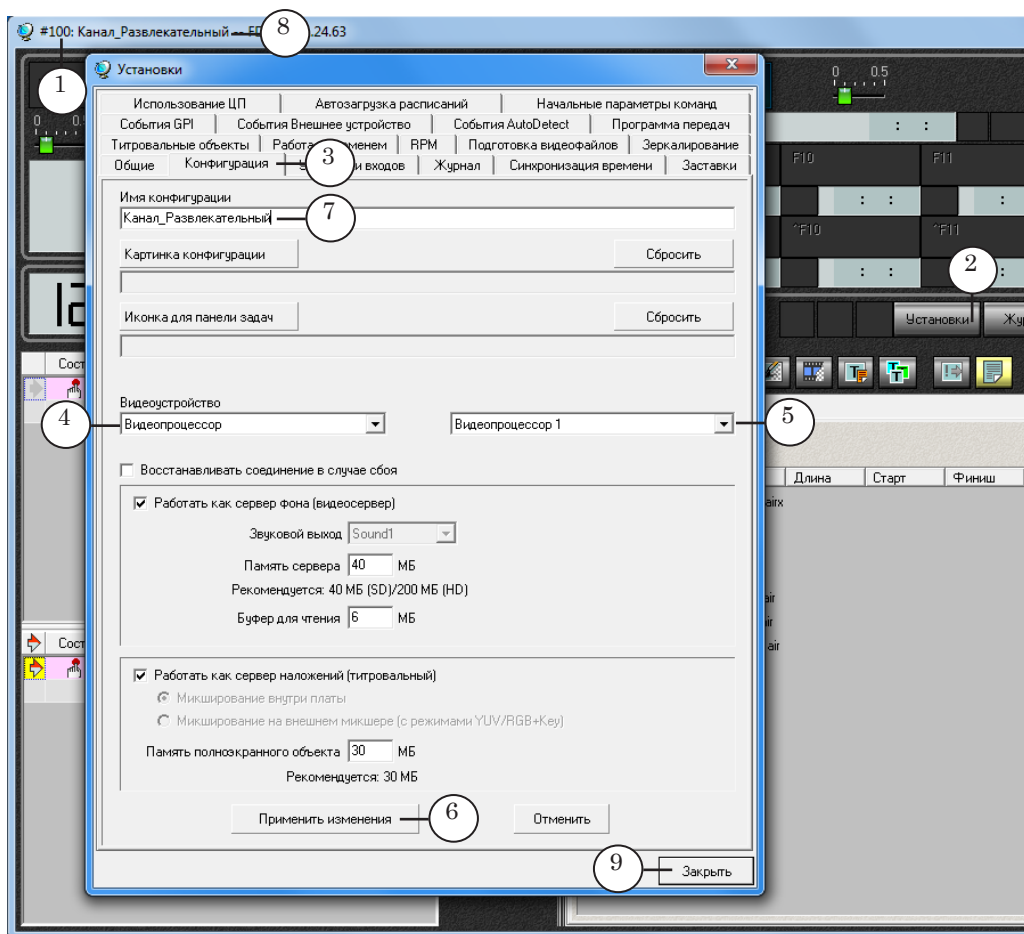 #100: Канал_Развлекательный
.24.63
8
1
Установки
0 0.5
Использование ЦП
Автозагрузка расписаний
Начальные параметры команд
События GPI
События Внешнее устройство
События AutoDetect
Программа передач
Титровальные объекты
RPM
Подготовка видеофайлов
Зеркалирование
Общие
Конфигурация
3
входов
Журнал
Синхронизация времени
Заставки
F10
F11
Имя конфигурации
Канал_Развлекательный
7
^F10
^F11
Картинка конфигурации
Сбросить
2
Иконка для панели задач
Сбросить
Установки
Видеоустройство
4
Видеопроцессор
Видеопроцессор 1
5
Восстанавливать соединение в случае сбоя
Длина
Старт
Финиш
Работать как сервер фона (видеосервер)
Звуковой выход
Sound1
Память сервера
40
МБ
Рекомендуется: 40 МБ (SD)/200 МБ (HD)
Буфер для чтения
6
МБ
Работать как сервер наложений (титровальный)
Микширование внутри платы
Микширование на внешнем микшере (с режимами YUV/RGB+Key)
Память полноэкранного объекта
30
МБ
Рекомендуется: 30 МБ
Применить изменения
6
Отменить
9
Закрыть